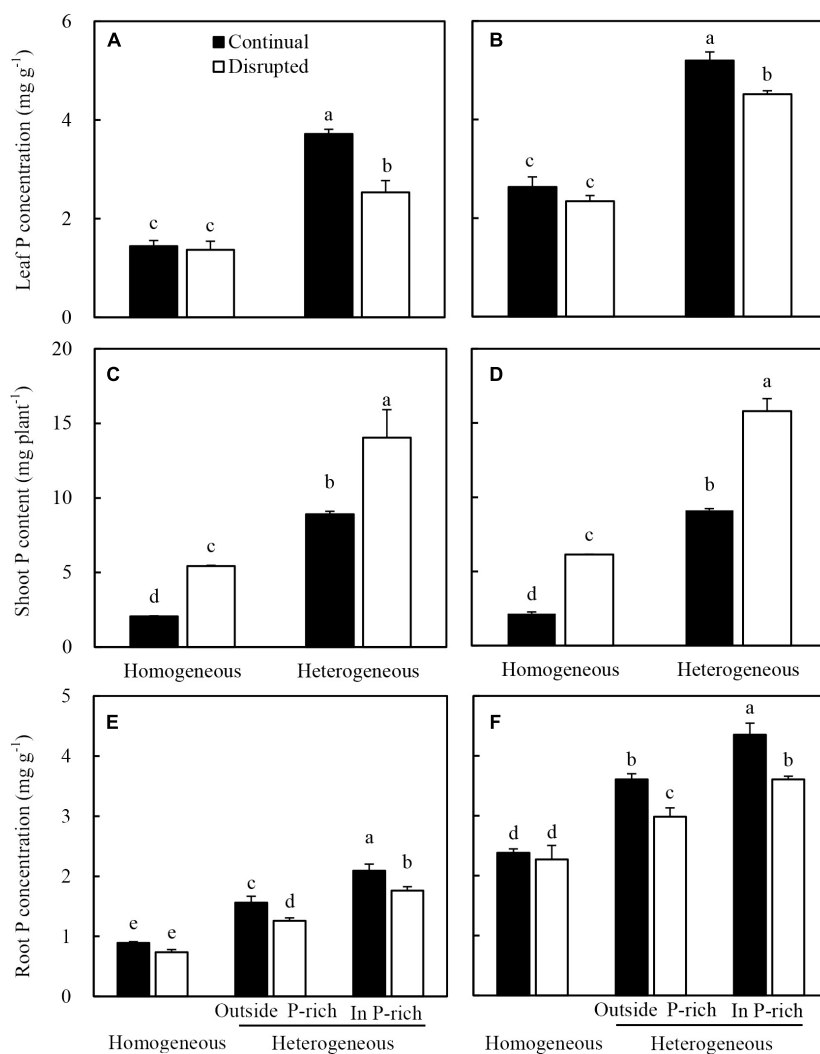 A
Continual
Disrupted
a
b
c
c
6
4
2
0
Leaf P concentration (mg g-1)
B
a
b
c
c
C
a
b
c
d
20
15
10
5
0
Shoot P content (mg plant-1)
Homogeneous
Heterogeneous
D
a
b
c
d
Homogeneous
Heterogeneous
E
a
b
c
d
e
e
5
4
3
2
1
0
Root P concentration (mg g-1)
Outside P-rich
In P-rich
Homogeneous
Heterogeneous
F
a
b
b
c
d
d
Outside P-rich
In P-rich
Homogeneous
Heterogeneous